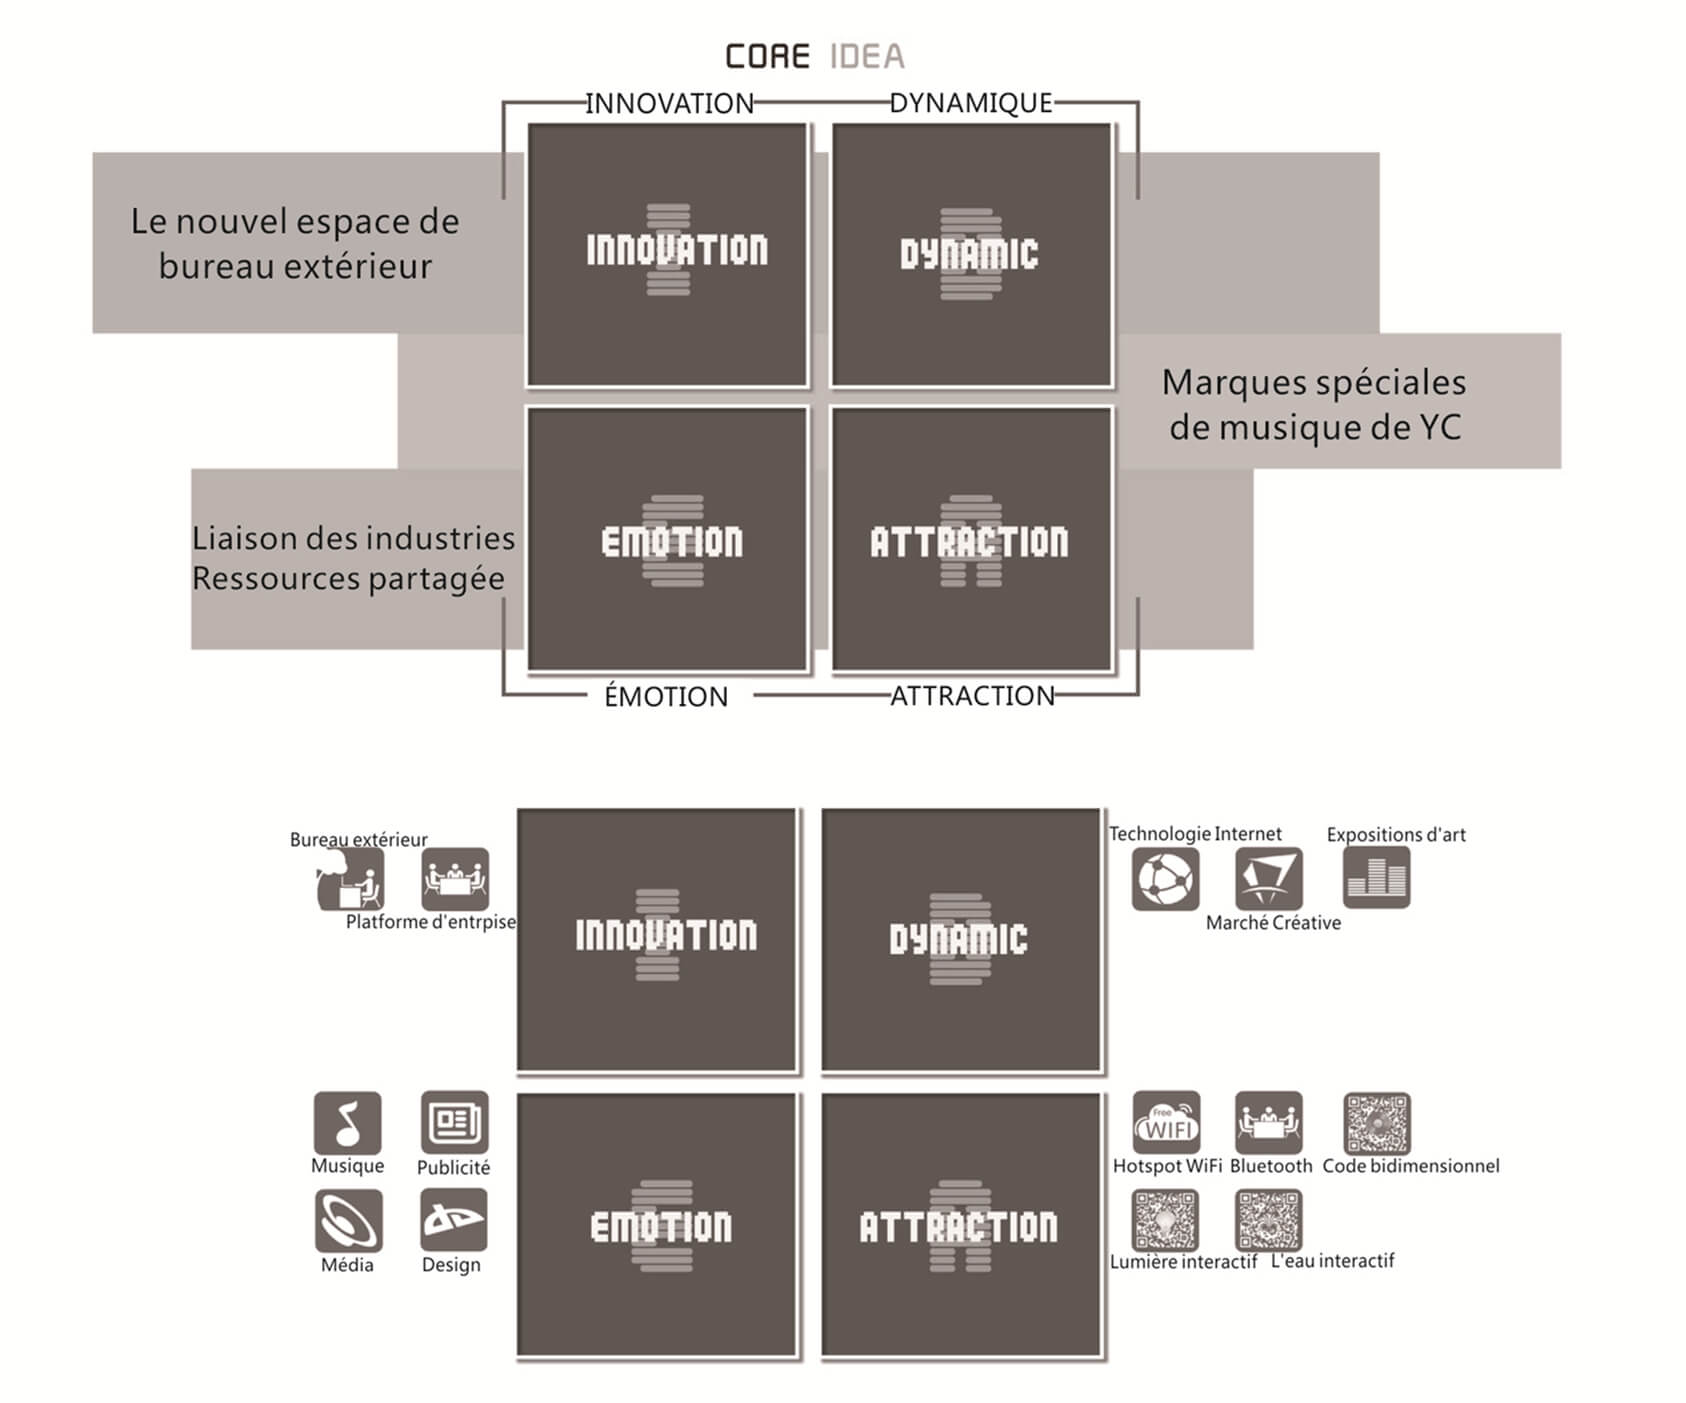 CORE IDEA
INNOVATION
DYNAMIQUE
Le nouvel espace de
bureau extérieur
INNOVATION
DYNAMIC
Marques spéciales
de musique de YC
Liaison des industries
Ressources partagée
EMOTION
ATTRACTION
ÉMOTION
ATTRACTION
Bureau extérieur
Platforme d'entrpise
INNOVATION
DYNAMIC
Technologie Internet
Expositions d'art
Marché Créative
Musique
Publicité
Média
Design
EMOTION
ATTRACTION
Free
WIFI
Hotspot WiFi
Bluetooth
Code bidimensionnel
Lumière interactif
L'eau interactif